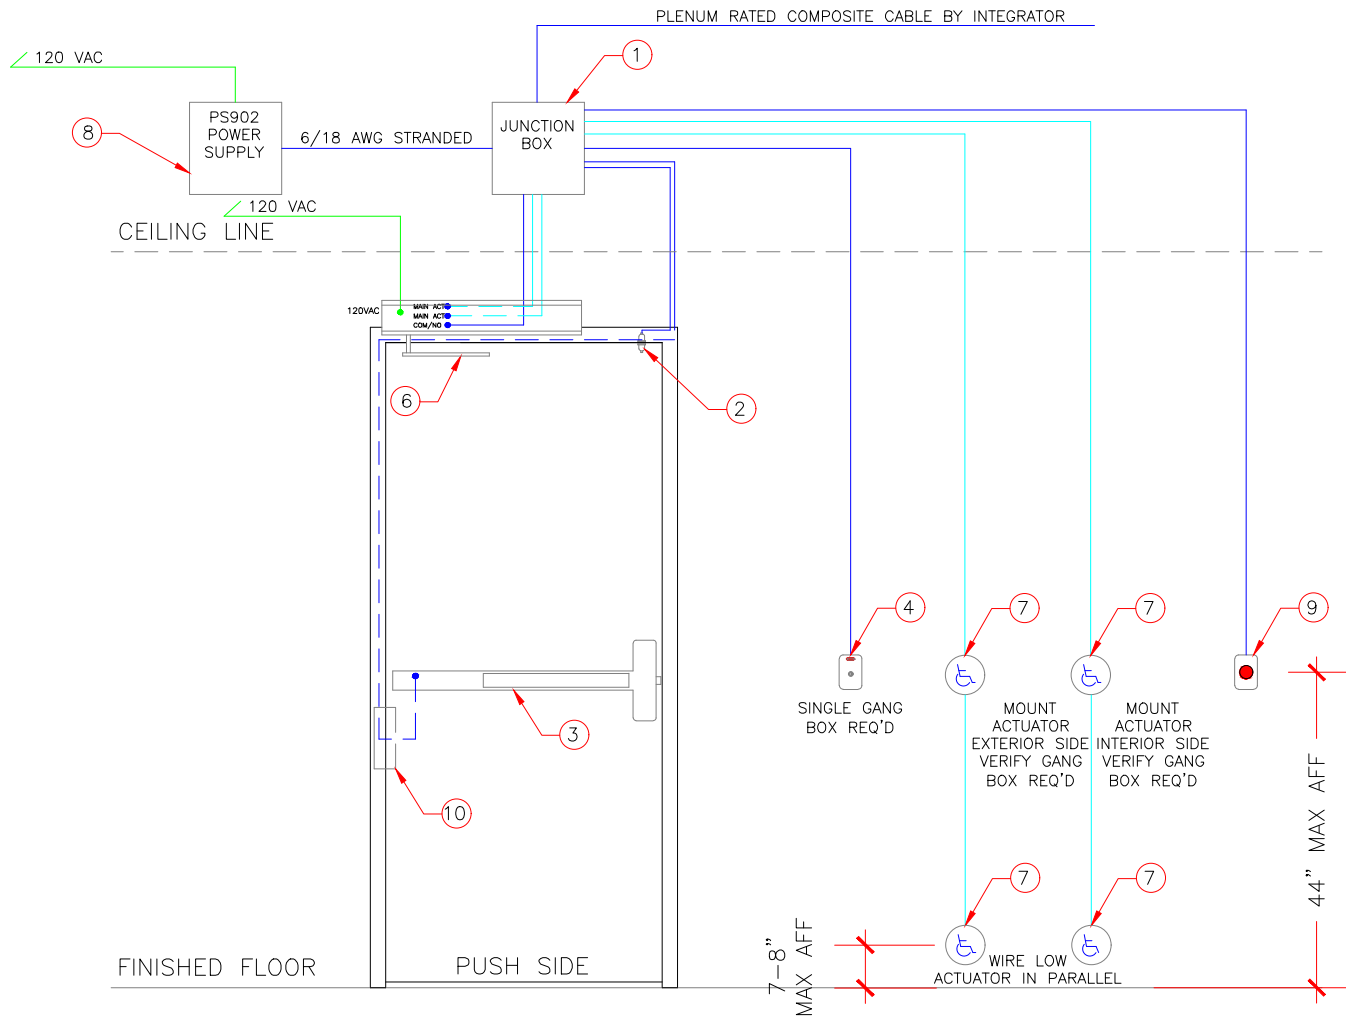 PLENUM RATED COMPOSITE CABLE BY INTEGRATOR
120 VAC
1
PS902
POWER
SUPPLY
8
6/18 AWG STRANDED
JUNCTION
BOX
120 VAC
CEILING LINE
120VAC
MAIN ACT
MAIN ACT
COM/NO
6
2
4
7
7
9
SINGLE GANG
BOX REQ'D
MOUNT
ACTUATOR
EXTERIOR SIDE
VERIFY GANG
BOX REQ'D
MOUNT
ACTUATOR
INTERIOR SIDE
VERIFY GANG
BOX REQ'D
3
10
44" MAX AFF
7
7
7-8"
MAX AFF
WIRE LOW
ACTUATOR IN PARALLEL
FINISHED FLOOR
PUSH SIDE